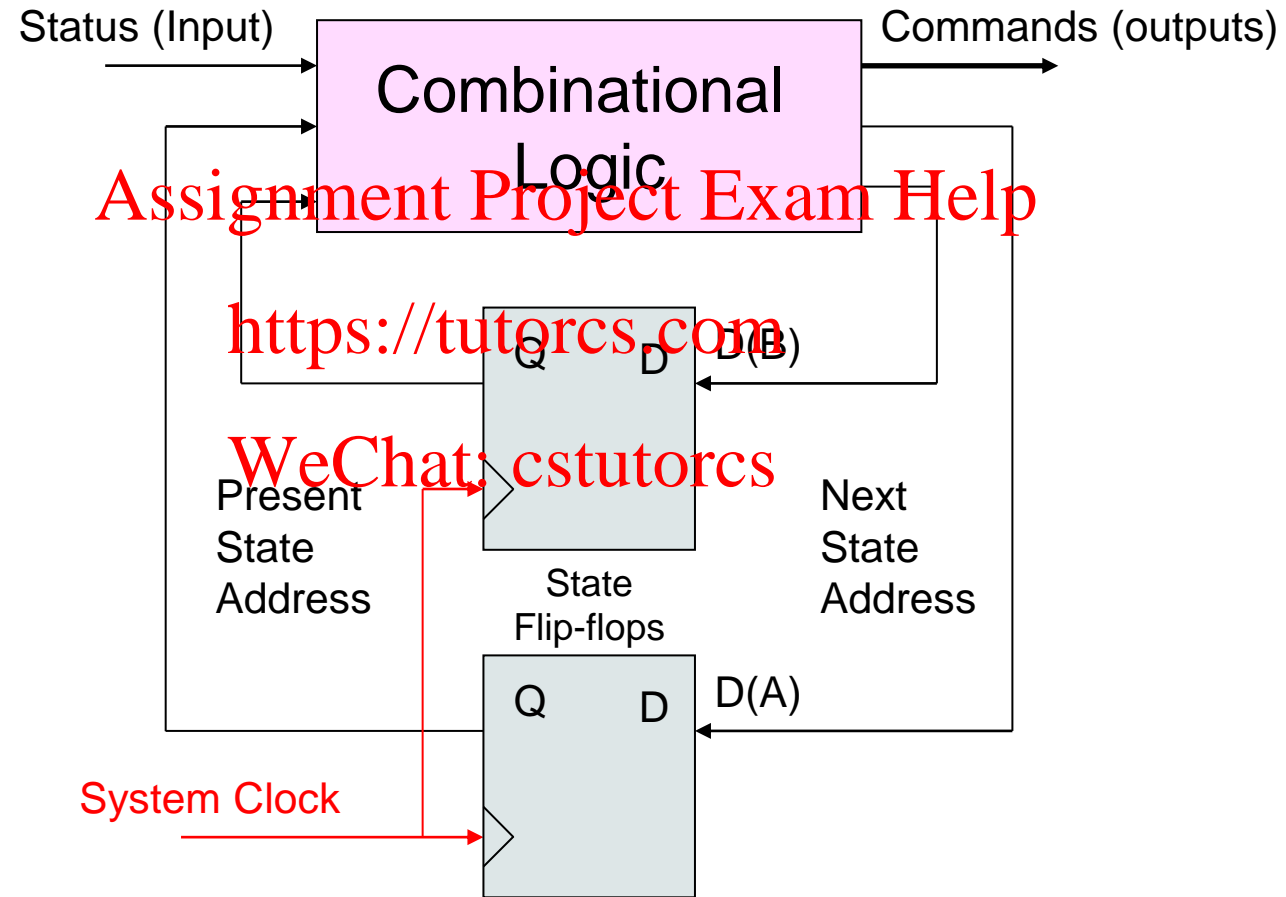 Status (Input)
Commands (outputs)
Combinational
Logic
Assignment Project Exam Help
https://tutorcs.com
Q
D
D(B)
WeChat: cstutorcs
Present
State
Address
Next
State
Address
State
Flip-flops
Q
D
D(A)
System Clock